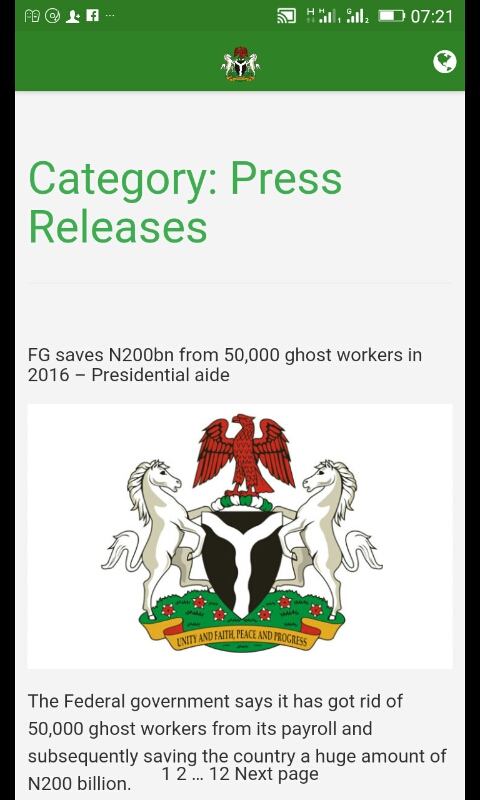 H H 1 G 2 07:21
Category: Press
Releases
FG saves N200bn from 50,000 ghost workers in
2016 – Presidential aide
UNITY AND FAITH, PEACE AND PROGRESS
The Federal government says it has got rid of
50,000 ghost workers from its payroll and
subsequently saving the country a huge amount of
N200 billion.
1 2 … 12 Next page